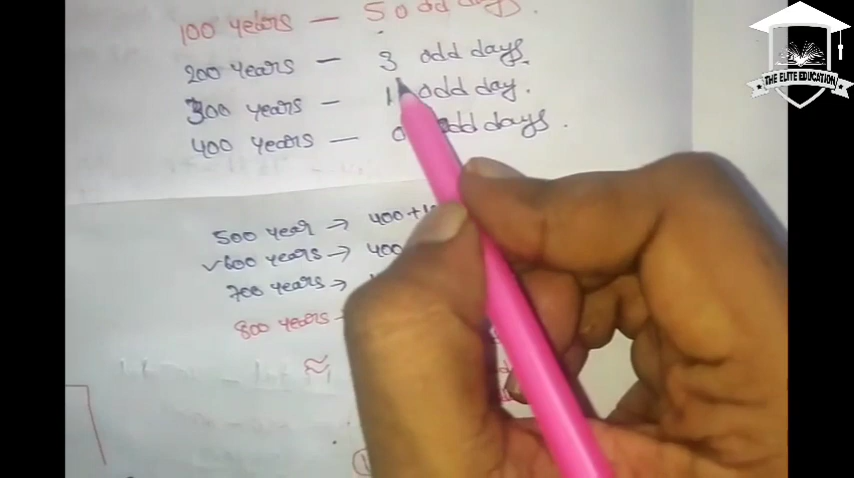 100 years — 5 odd days.
200 years — 3 odd days.
300 years — 1 odd day.
400 years — 0 odd days.
500 year → 400+1
✓600 years → 400
700 years →
800 years →
≈
THE ELITE EDUCATION